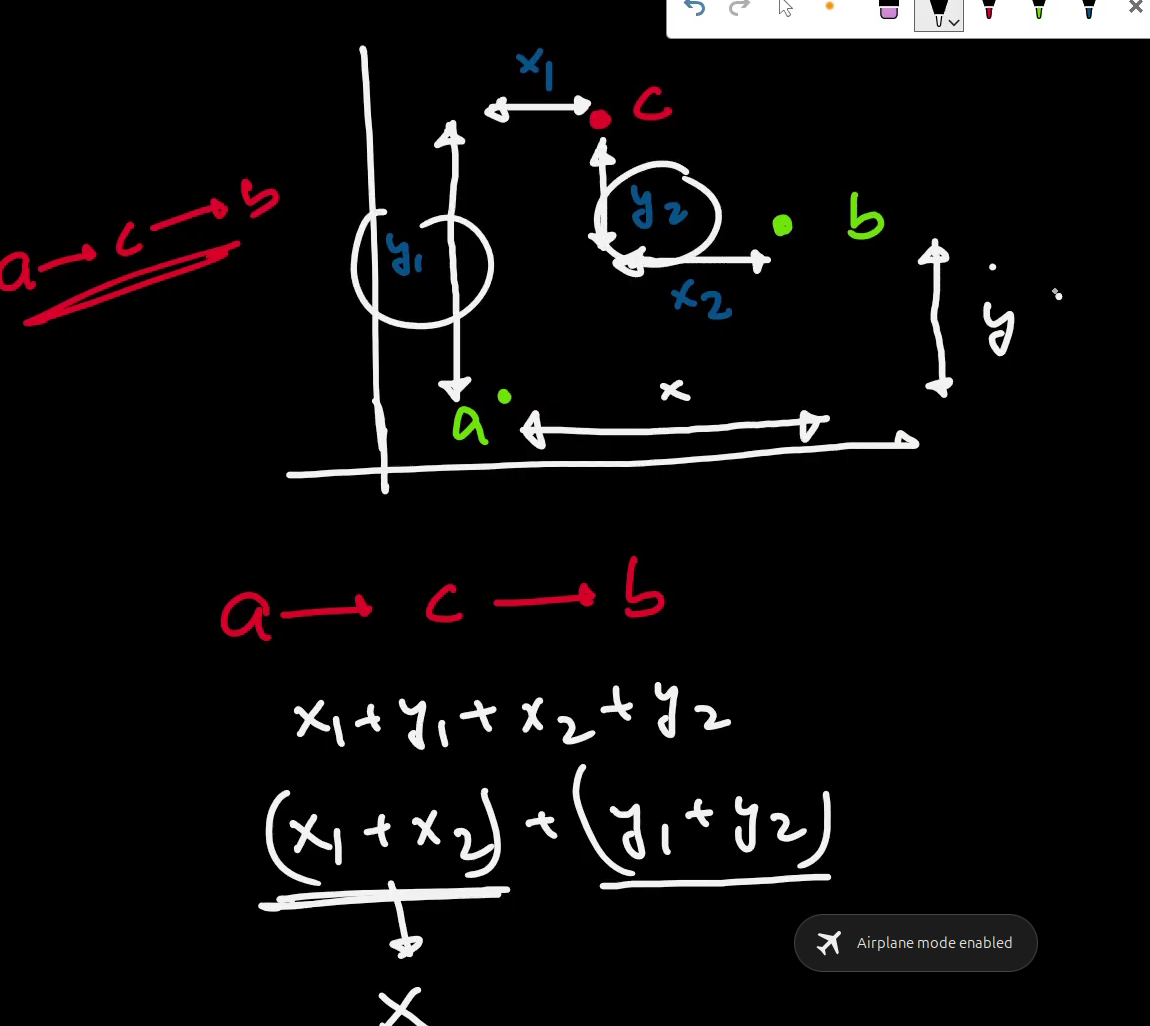 x1
c
a → c → b
y1
y2
b
x2
y
x
a
a → c → b
x1 + y1 + x2 + y2
(x1 + x2) + (y1 + y2)
Airplane mode enabled
x